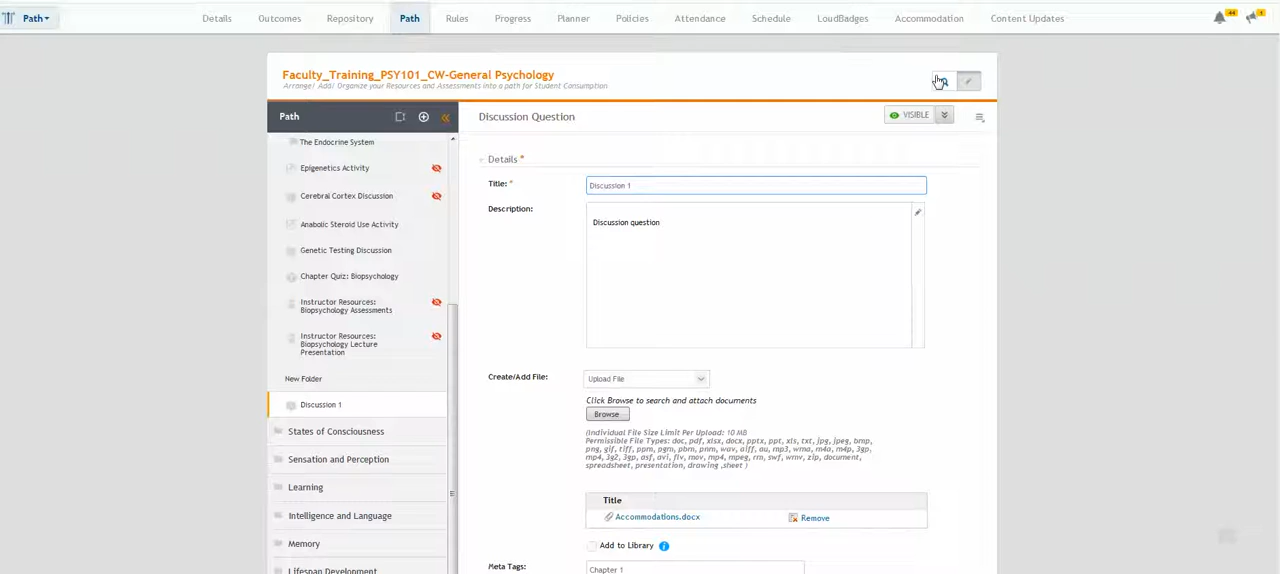 Path
Details Outcomes Repository Path Rules Progress Planner Policies Attendance Schedule LoudBadges Accommodation Content Updates
Faculty_Training_PSY101_CW-General Psychology
Arrange/ Add/ Organize your Resources and Assessments into a path for Student Consumption
Path
The Endocrine System
Epigenetics Activity
Cerebral Cortex Discussion
Anabolic Steroid Use Activity
Genetic Testing Discussion
Chapter Quiz: Biopsychology
Instructor Resources:
Biopsychology Assessments
Instructor Resources:
Biopsychology Lecture
Presentation
New Folder
Discussion 1
States of Consciousness
Sensation and Perception
Learning
Intelligence and Language
Memory
Lifespan Development
Discussion Question
VISIBLE
Details *
Title: *
Discussion 1
Description:
Discussion question
Create/Add File:
Upload File
Click Browse to search and attach documents
Browse
(Individual File Size Limit Per Upload: 10 MB
Permissible File Types: doc, pdf, xlsx, docx, pptx, ppt, xls, txt, jpg, jpeg, bmp,
png, gif, tiff, ppm, pgm, pbm, pnm, wav, aiff, au, mp3, wma, m4a, m4p, 3gp,
mp4, 3g2, 3gp, asf, avi, flv, mov, mp4, mpeg, rm, swf, wmv, zip, document,
spreadsheet, presentation, drawing ,sheet )
Title
Accommodations.docx Remove
Add to Library
Meta Tags:
Chapter 1